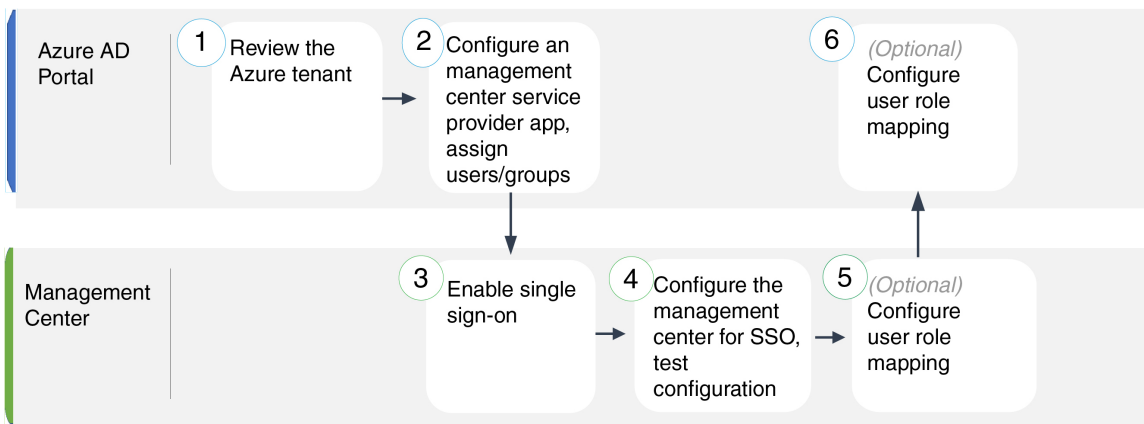 Azure AD
Portal
1
Review the
Azure tenant
2
Configure an
management
center service
provider app,
assign
users/groups
6
(Optional)
Configure
user role
mapping
Management
Center
3
Enable single
sign-on
4
Configure the
management
center for SSO,
test
configuration
5
(Optional)
Configure
user role
mapping